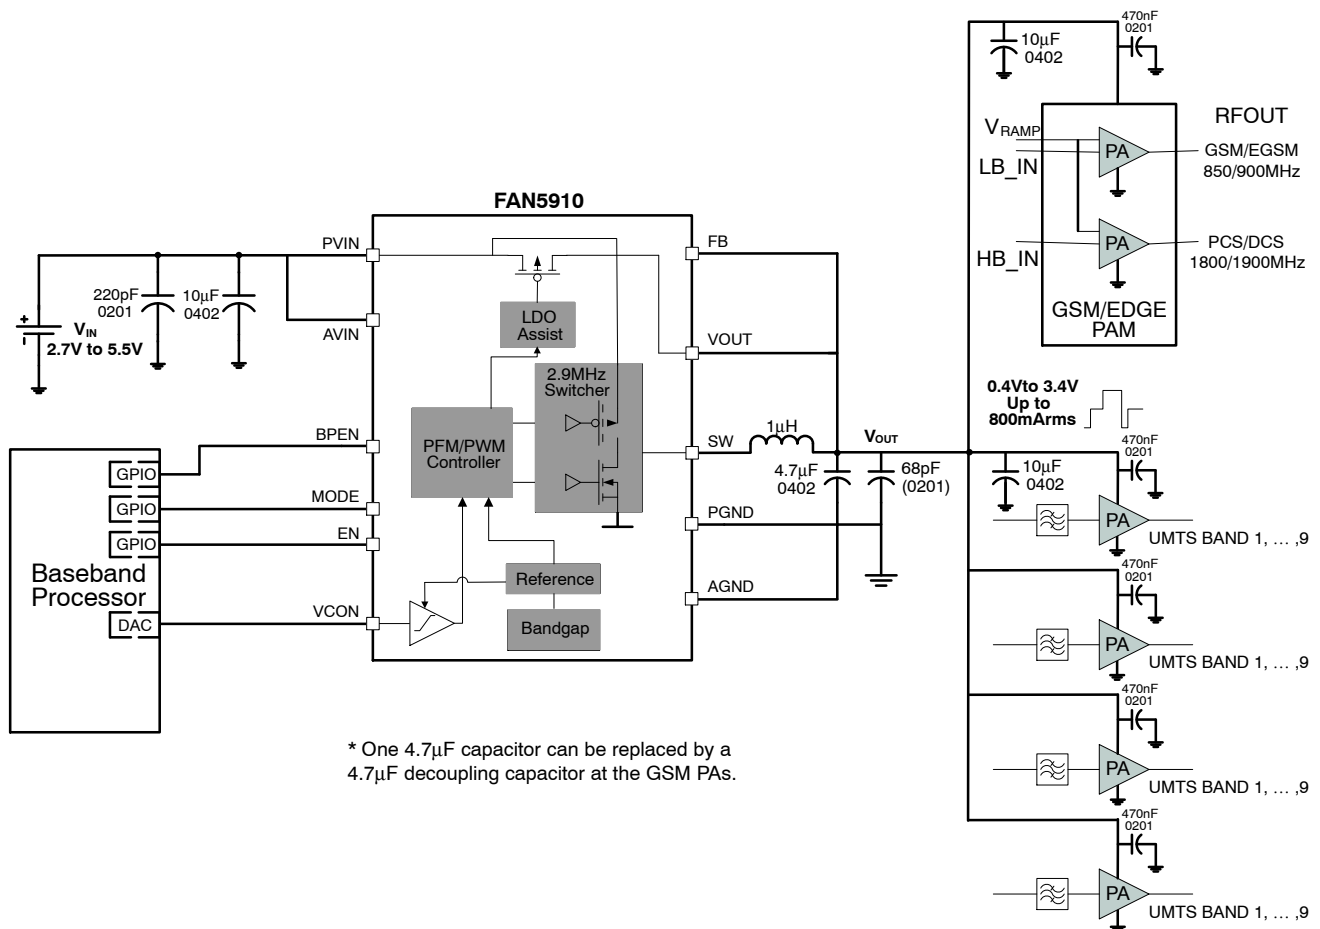 470nF
0201
10µF
0402
RFOUT
VRAMP
PA
GSM/EGSM
850/900MHz
LB_IN
PA
PCS/DCS
1800/1900MHz
HB_IN
GSM/EDGE
PAM
FAN5910
PVIN
FB
220pF
0201
10µF
0402
+
-
VIN
2.7V to 5.5V
AVIN
LDO
Assist
VOUT
2.9MHz
Switcher
0.4Vto 3.4V
Up to
800mArms
BPEN
PFM/PWM
Controller
SW
1µH
VOUT
4.7µF
0402
68pF
(0201)
10µF
0402
470nF
0201
PA
UMTS BAND 1, ... ,9
GPIO
GPIO
GPIO
MODE
EN
PGND
Baseband
Processor
DAC
VCON
Reference
Bandgap
AGND
470nF
0201
PA
UMTS BAND 1, ... ,9
470nF
0201
PA
UMTS BAND 1, ... ,9
* One 4.7µF capacitor can be replaced by a
4.7µF decoupling capacitor at the GSM PAs.
470nF
0201
PA
UMTS BAND 1, ... ,9